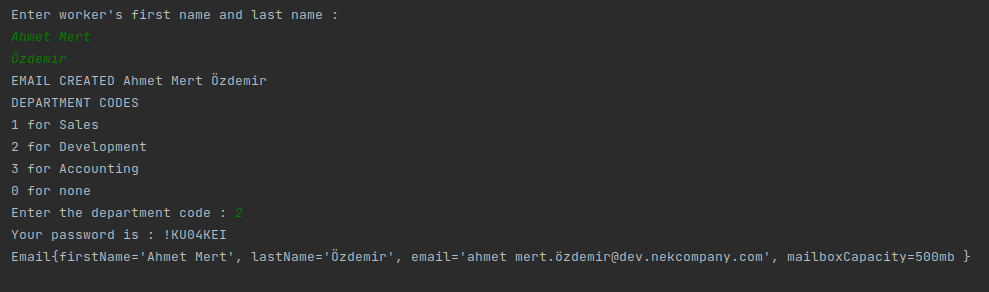 Enter worker's first name and last name :
Ahmet Mert
Özdemir
EMAIL CREATED Ahmet Mert Özdemir
DEPARTMENT CODES
1 for Sales
2 for Development
3 for Accounting
0 for none
Enter the department code : 2
Your password is : !KU04KEI
Email{firstName='Ahmet Mert', lastName='Özdemir', email='ahmet mert.özdemir@dev.nekcompany.com', mailboxCapacity=500mb }